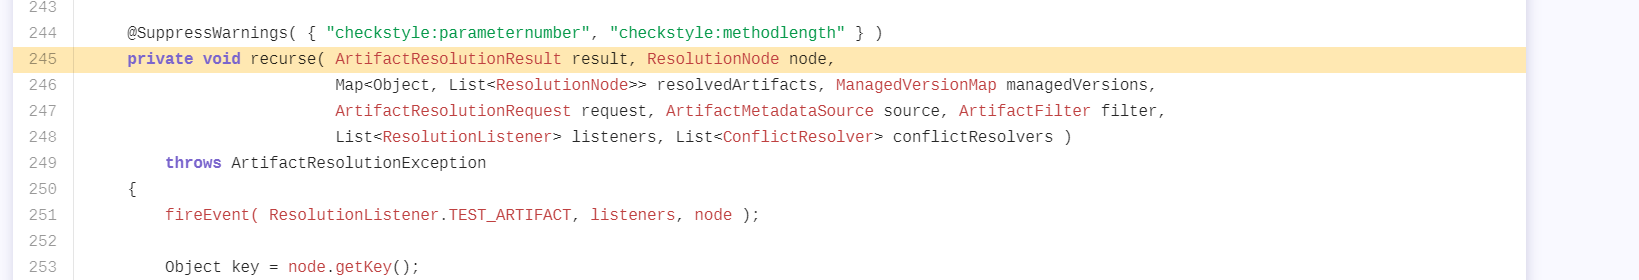 243
244 @SuppressWarnings( { "checkstyle:parameternumber", "checkstyle:methodlength" } )
245 private void recurse( ArtifactResolutionResult result, ResolutionNode node,
246 Map<Object, List<ResolutionNode>> resolvedArtifacts, ManagedVersionMap managedVersions,
247 ArtifactResolutionRequest request, ArtifactMetadataSource source, ArtifactFilter filter,
248 List<ResolutionListener> listeners, List<ConflictResolver> conflictResolvers )
249 throws ArtifactResolutionException
250 {
251 fireEvent( ResolutionListener.TEST_ARTIFACT, listeners, node );
252
253 Object key = node.getKey();